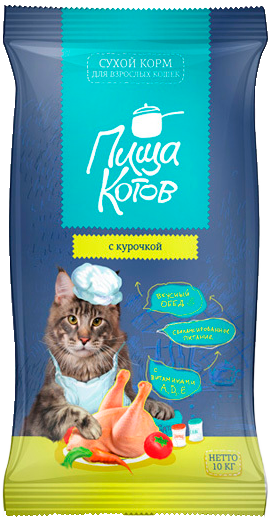 СУХОЙ КОРМ
ДЛЯ ВЗРОСЛЫХ КОШЕК
Пища
Котов
с курочкой
ВКУСНЫЙ
ОБЕД
СБАЛАНСИРОВАННОЕ
ПИТАНИЕ
С
ВИТАМИНАМИ
A, D, E
НЕТТО
10 КГ